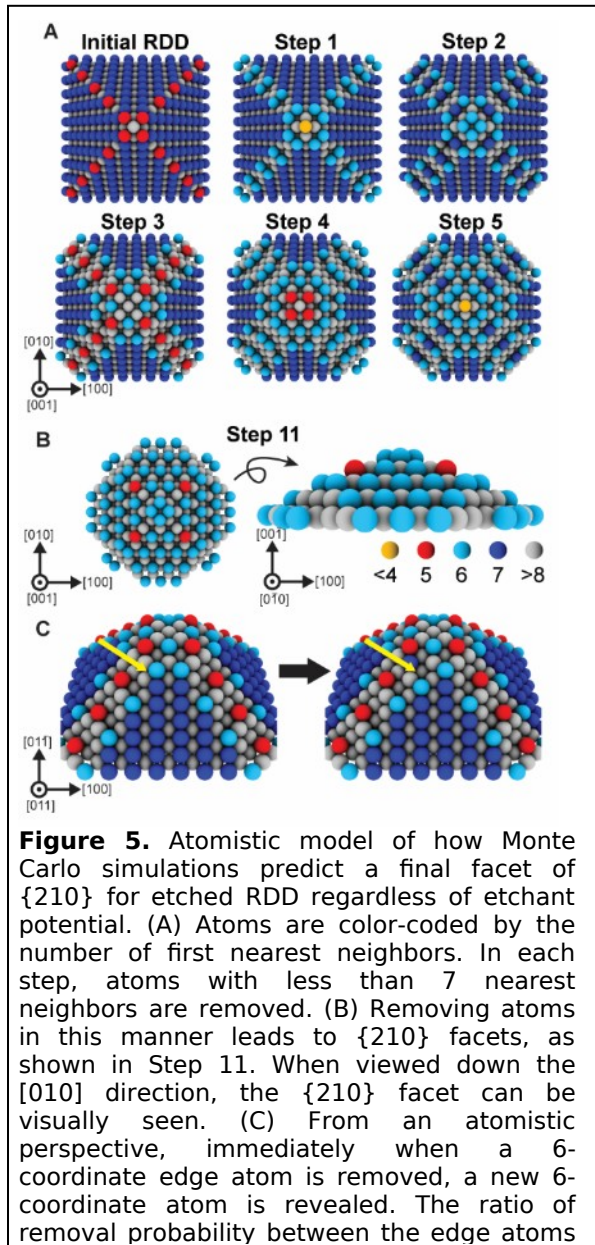 A
Initial RDD
Step 1
Step 2
Step 3
Step 4
Step 5
[010]
[001]
[100]
B
Step 11
[010]
[001]
[100]
[001]
[0̄10]
[100]
<4
5
6
7
>8
C
[011̄]
[011]
[100]
Figure 5. Atomistic model of how Monte
Carlo simulations predict a final facet of
{210} for etched RDD regardless of etchant
potential. (A) Atoms are color-coded by the
number of first nearest neighbors. In each
step, atoms with less than 7 nearest
neighbors are removed. (B) Removing atoms
in this manner leads to {210} facets, as
shown in Step 11. When viewed down the
[010] direction, the {210} facet can be
visually seen. (C) From an atomistic
perspective, immediately when a 6-
coordinate edge atom is removed, a new 6-
coordinate atom is revealed. The ratio of
removal probability between the edge atoms